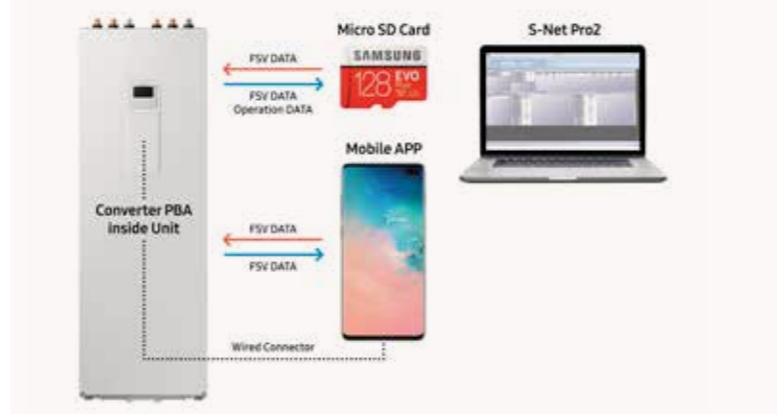 Micro SD Card
S-Net Pro2
FSV DATA
SAMSUNG
128 EVO
FSV DATA
Operation DATA
Mobile APP
Converter PBA
inside Unit
FSV DATA
FSV DATA
Wired Connector